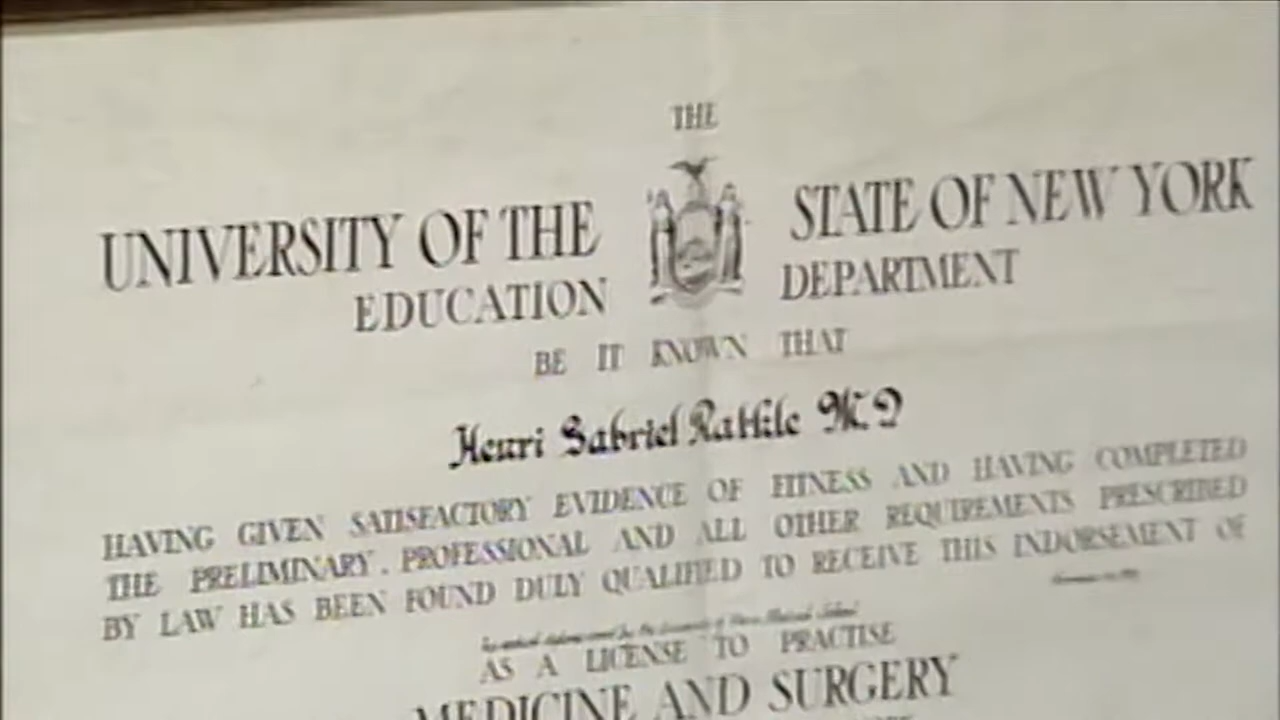 THE
UNIVERSITY OF THE STATE OF NEW YORK
EDUCATION DEPARTMENT
BE IT KNOWN THAT
Henri Gabriel M.D
HAVING GIVEN SATISFACTORY EVIDENCE OF FITNESS AND HAVING COMPLETED
THE PRELIMINARY, PROFESSIONAL AND ALL OTHER REQUIREMENTS PRESCRIBED
BY LAW HAS BEEN FOUND DULY QUALIFIED TO RECEIVE THIS INDORSEMENT OF
AS A LICENSE TO PRACTISE
MEDICINE AND SURGERY